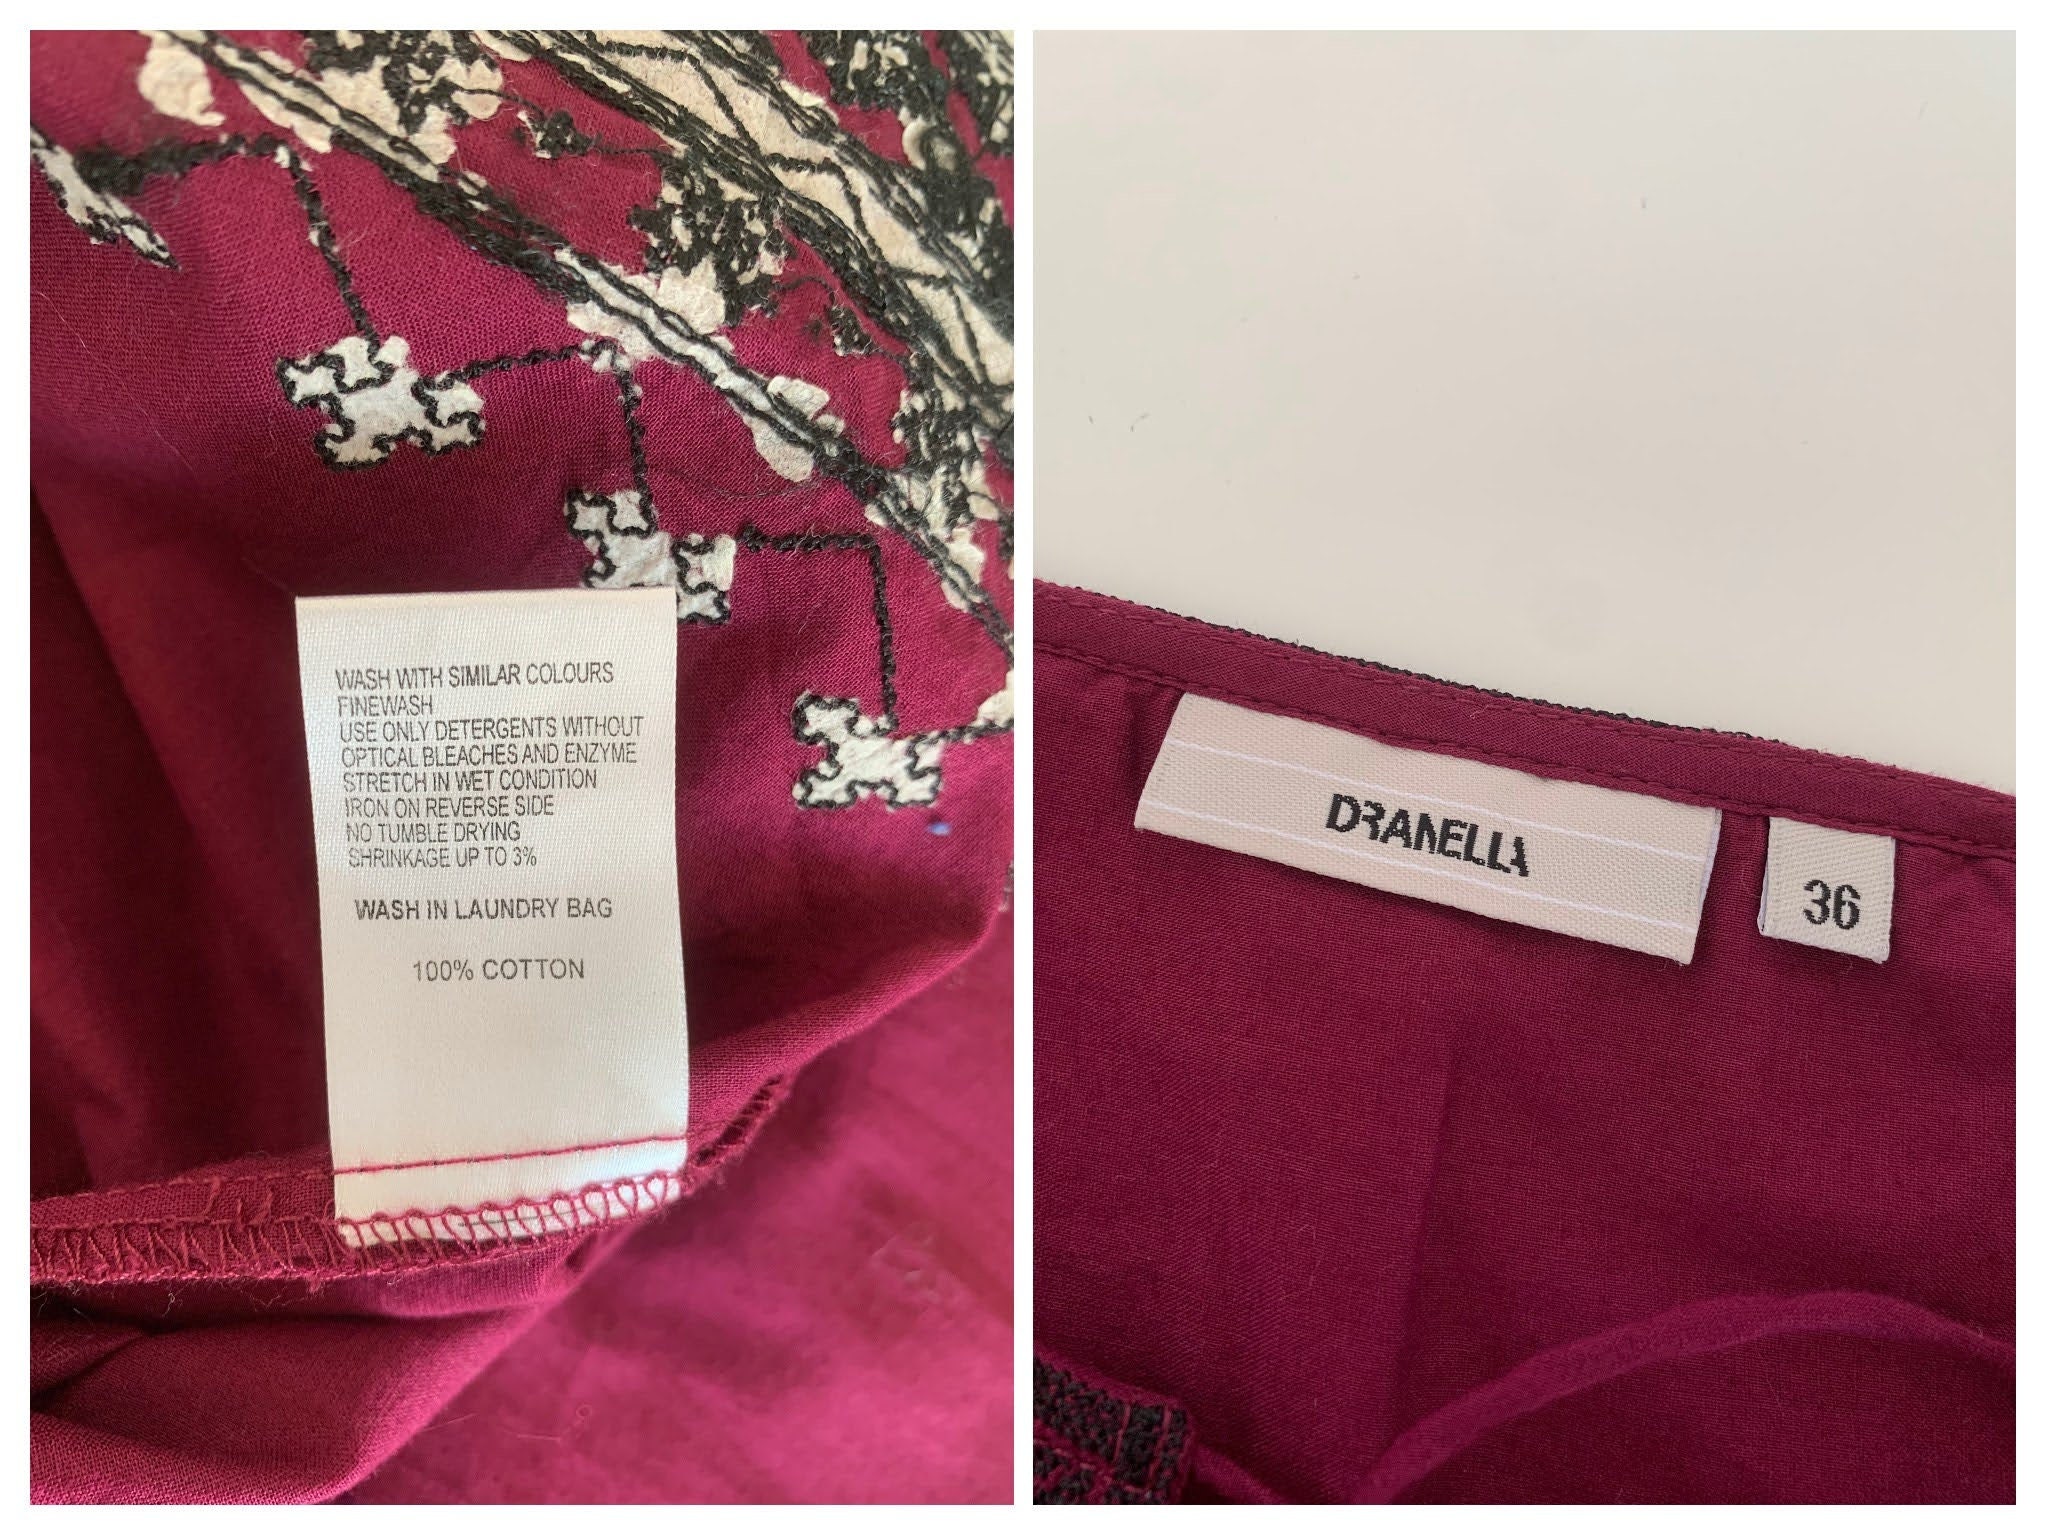 WASH WITH SIMILAR COLOURS
FINEWASH
USE ONLY DETERGENTS WITHOUT
OPTICAL BLEACHES AND ENZYME
STRETCH IN WET CONDITION
IRON ON REVERSE SIDE
NO TUMBLE DRYING
SHRINKAGE UP TO 3%
WASH IN LAUNDRY BAG
100% COTTON
DRANELLA
36